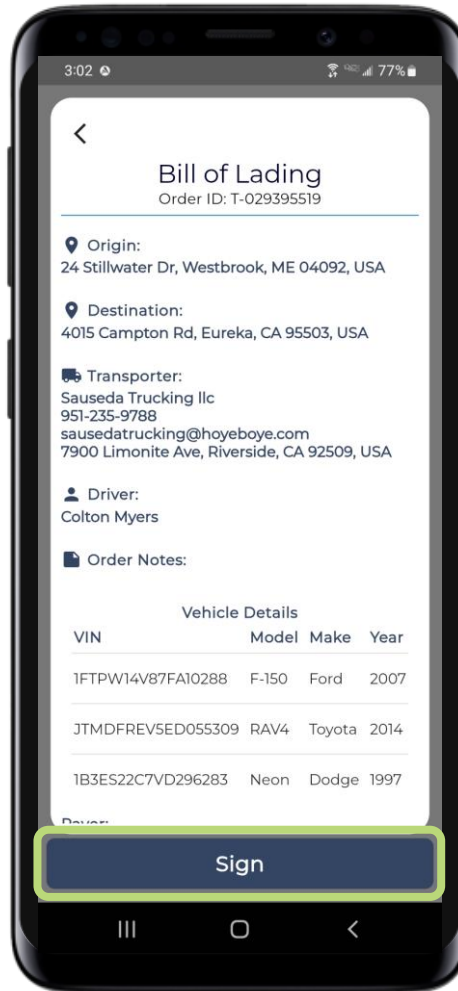 3:02 77%
Bill of Lading
Order ID: T-029395519
Origin:
24 Stillwater Dr, Westbrook, ME 04092, USA
Destination:
4015 Campton Rd, Eureka, CA 95503, USA
Transporter:
Sauseda Trucking llc
951-235-9788
sausedatrucking@hoyeboye.com
7900 Limonite Ave, Riverside, CA 92509, USA
Driver:
Colton Myers
Order Notes:
Vehicle Details
VIN Model Make Year
1FTPW14V87FA10288 F-150 Ford 2007
JTMDFREV5ED055309 RAV4 Toyota 2014
1B3ES22C7VD296283 Neon Dodge 1997
Sign